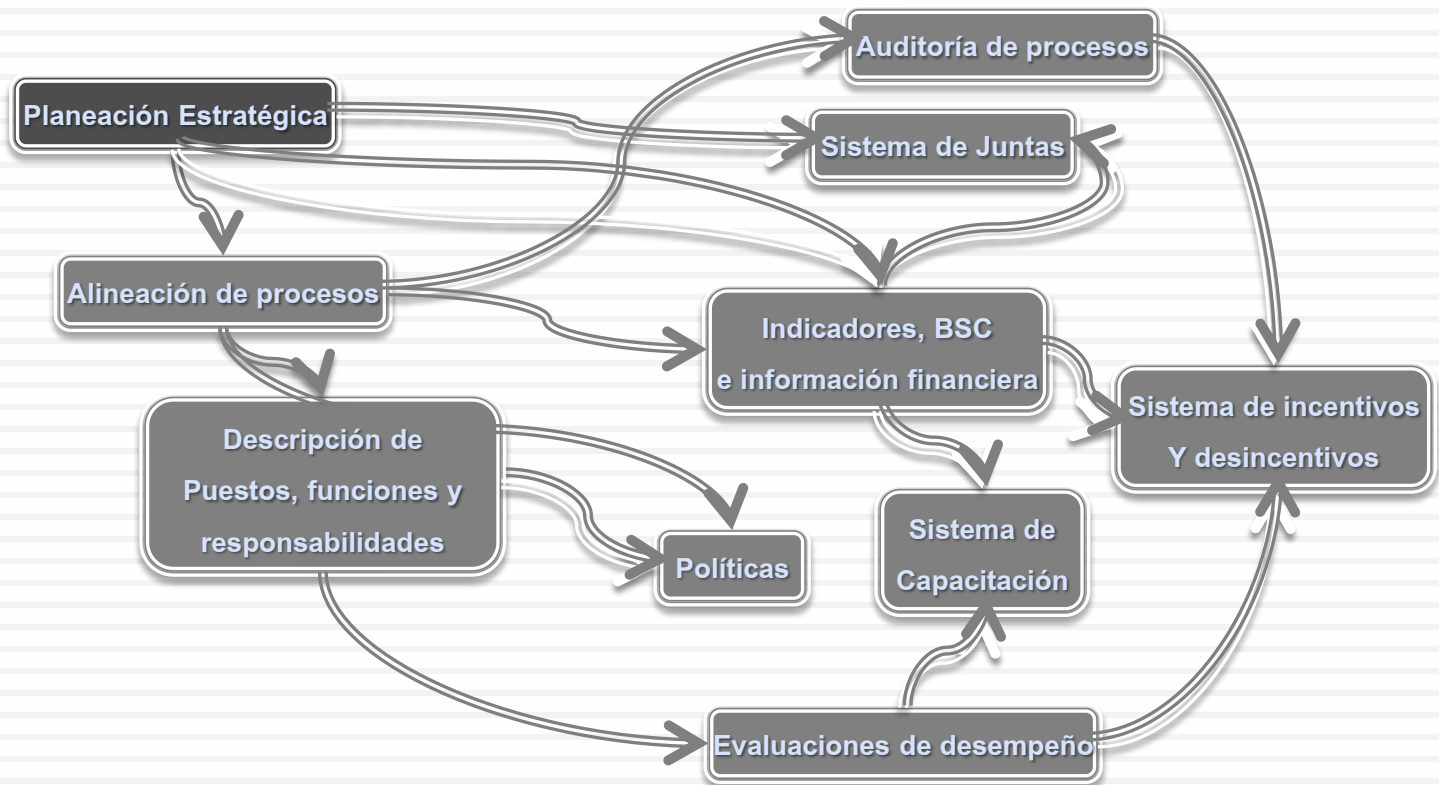 Auditoría de procesos
Planeación Estratégica
Sistema de Juntas
Alineación de procesos
Indicadores, BSC
e información financiera
Sistema de incentivos
Y desincentivos
Descripción de
Puestos, funciones y
responsabilidades
Sistema de
Capacitación
Políticas
Evaluaciones de desempeño